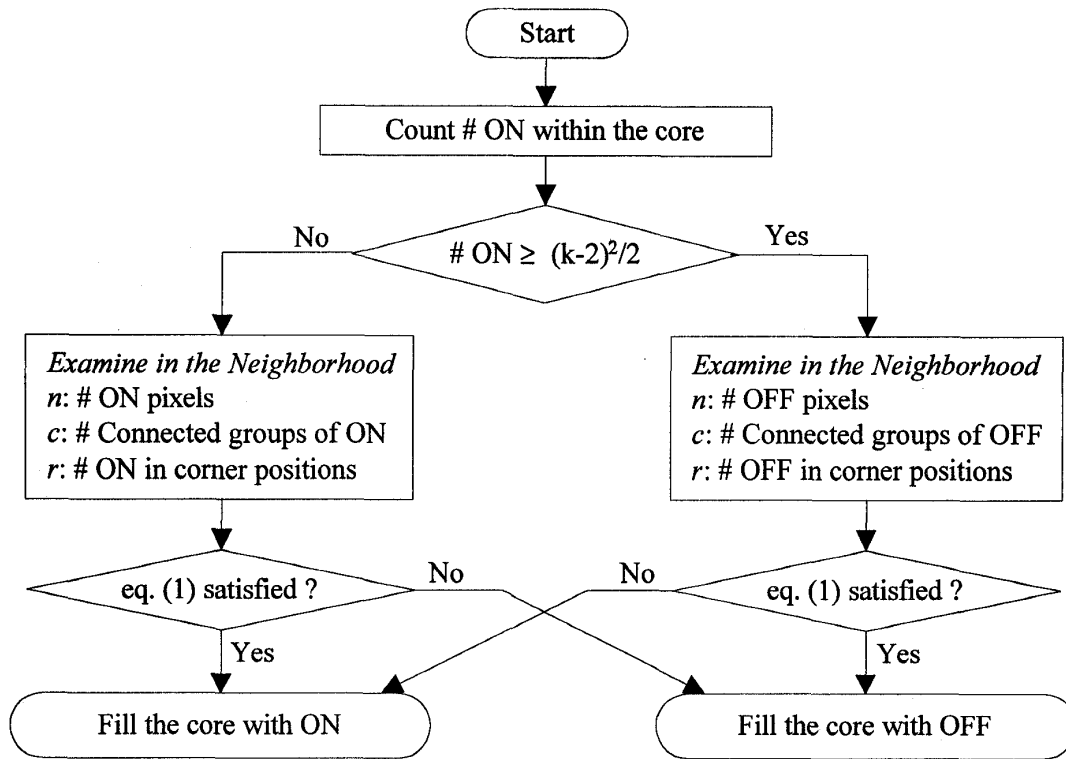 Start
Count # ON within the core
# ON ≥ (k-2)²/2
No
Yes
Examine in the Neighborhood
n: # ON pixels
c: # Connected groups of ON
r: # ON in corner positions
Examine in the Neighborhood
n: # OFF pixels
c: # Connected groups of OFF
r: # OFF in corner positions
eq. (1) satisfied ?
No
No
eq. (1) satisfied ?
Yes
Yes
Fill the core with ON
Fill the core with OFF